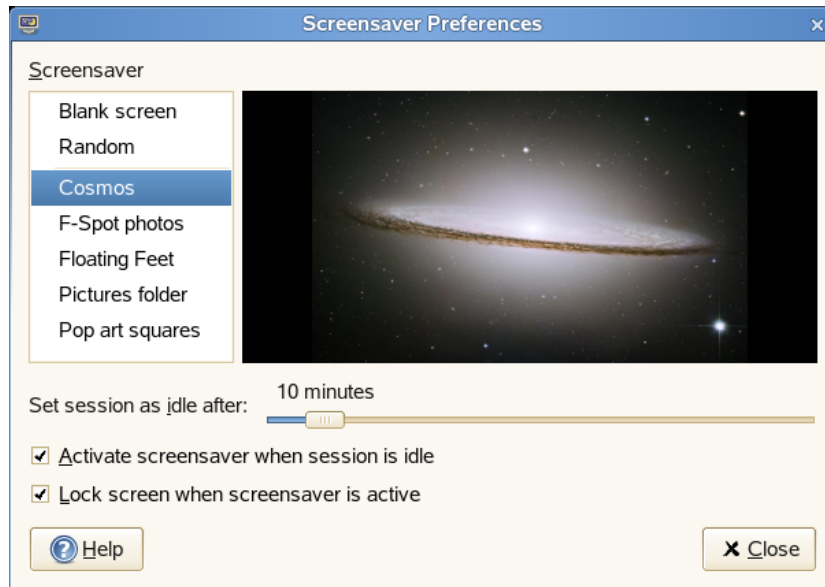 Screensaver Preferences
Screensaver
Blank screen
Random
Cosmos
F-Spot photos
Floating Feet
Pictures folder
Pop art squares
10 minutes
Set session as idle after:
Activate screensaver when session is idle
Lock screen when screensaver is active
Help
Close